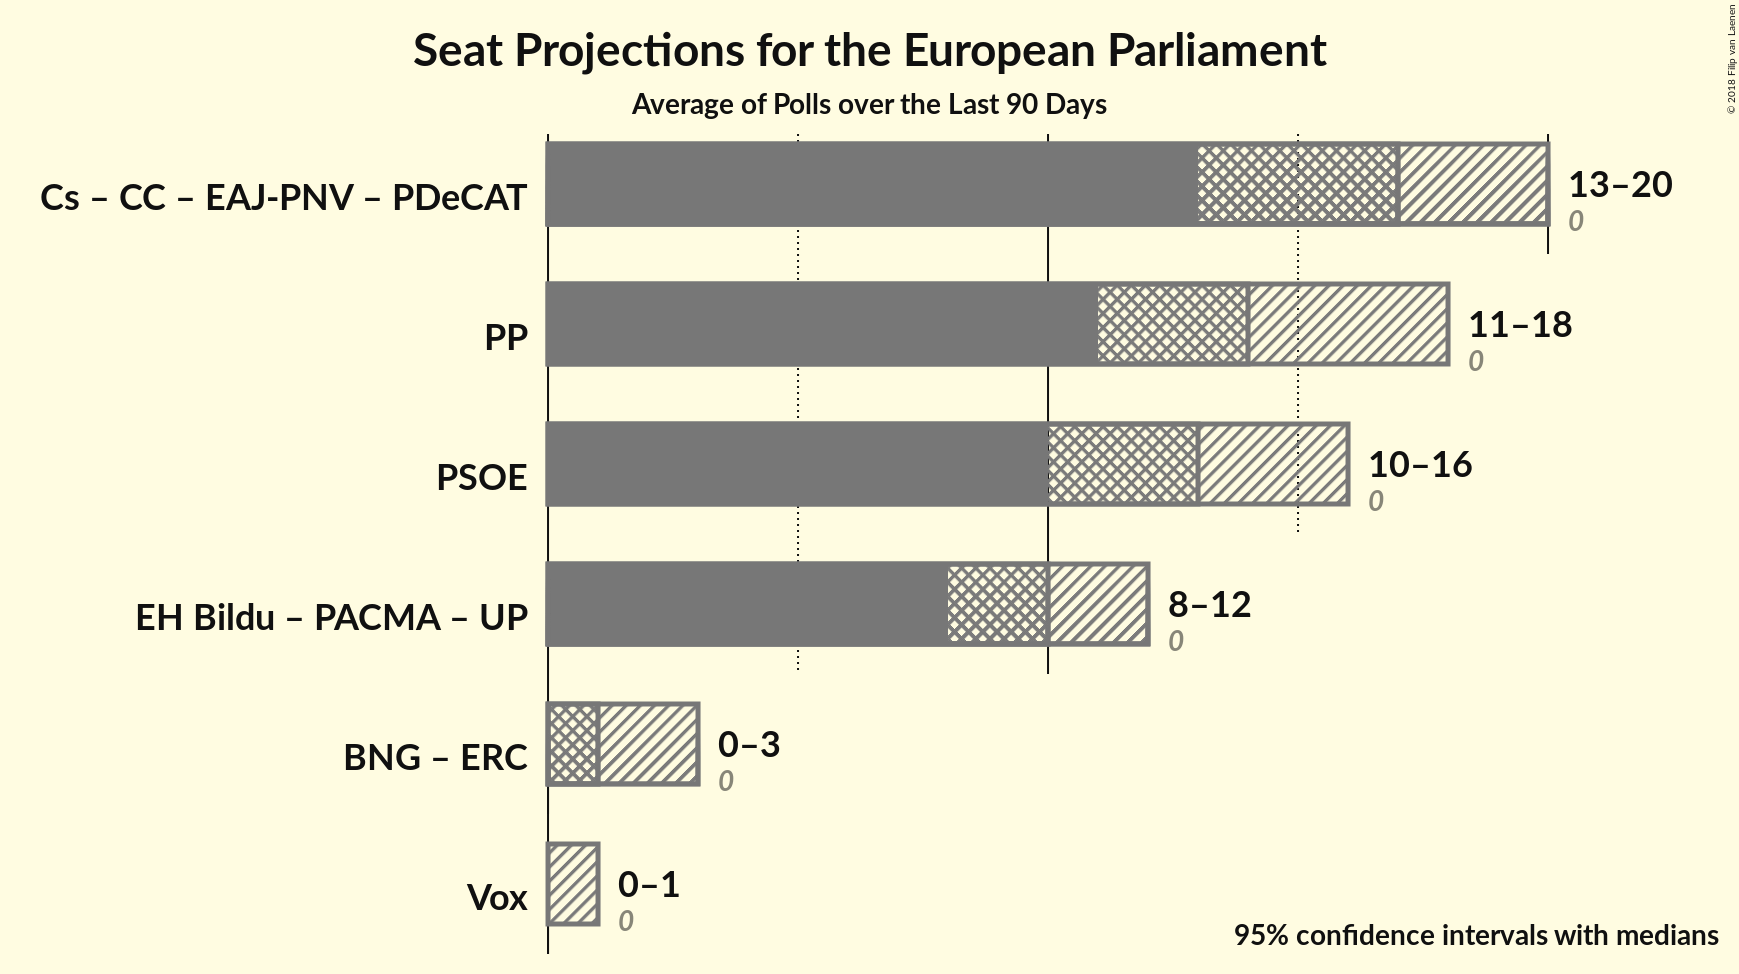 Seat Projections for the European Parliament
Average of Polls over the Last 90 Days
© 2018 Filip van Laenen
Cs – CC – EAJ-PNV – PDeCAT
13–20
0
PP
11–18
0
PSOE
10–16
0
EH Bildu – PACMA – UP
8–12
0
BNG – ERC
0–3
0
Vox
0–1
0
95% confidence intervals with medians